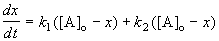 dx/dt = k₁([A]ₒ − x) + k₂([A]ₒ − x)